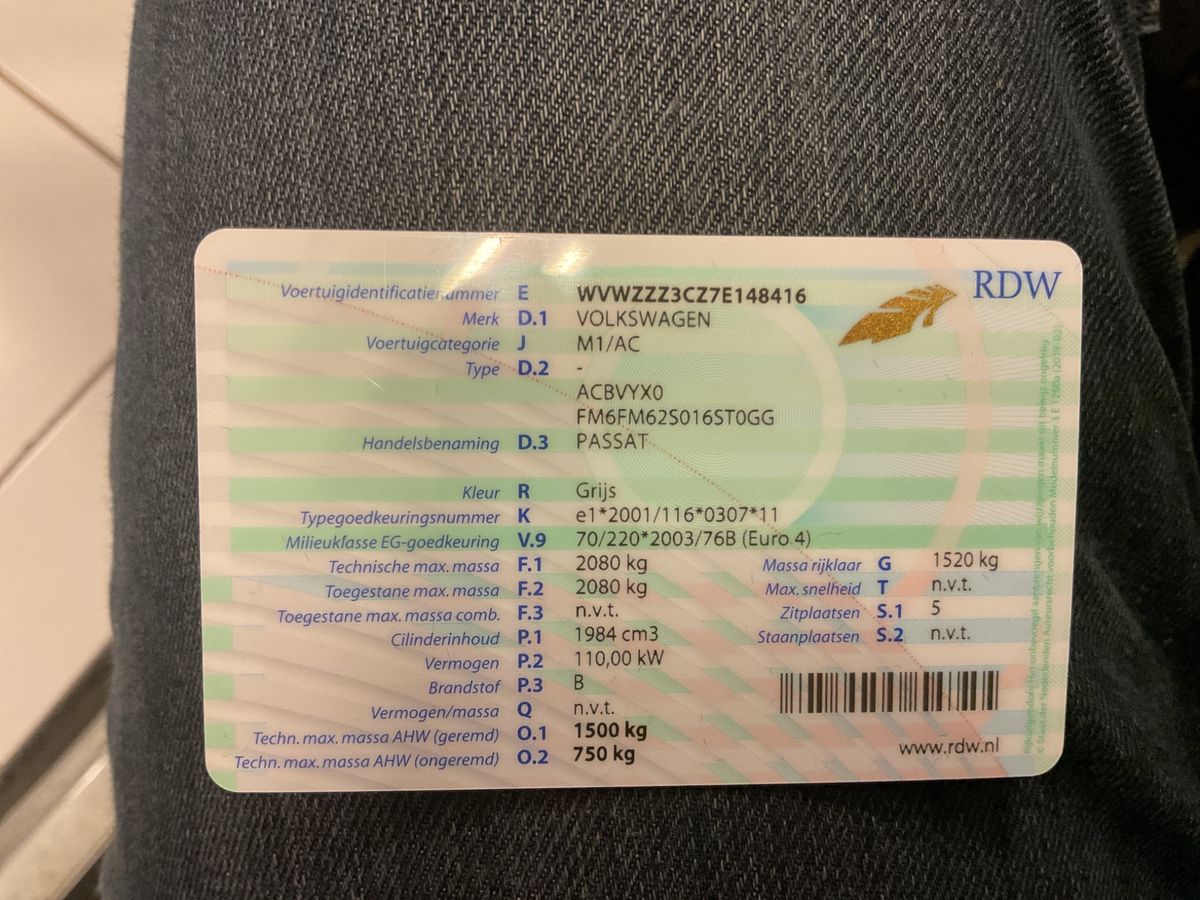 RDW
Voertuigidentificatienummer E WVWZZZ3CZ7E148416
Merk D.1 VOLKSWAGEN
Voertuigcategorie J M1/AC
Type D.2 -
ACBVYX0
FM6FM62S016ST0GG
Handelsbenaming D.3 PASSAT
Kleur R Grijs
Typegoedkeuringsnummer K e1*2001/116*0307*11
Milieuklasse EG-goedkeuring V.9 70/220*2003/76B (Euro 4)
Technische max. massa F.1 2080 kg
Massa rijklaar G 1520 kg
Toegestane max. massa F.2 2080 kg
Max. snelheid T n.v.t.
Toegestane max. massa comb. F.3 n.v.t.
Zitplaatsen S.1 5
Cilinderinhoud P.1 1984 cm3
Staanplaatsen S.2 n.v.t.
Vermogen P.2 110,00 kW
Brandstof P.3 B
Vermogen/massa Q n.v.t.
Techn. max. massa AHW (geremd) O.1 1500 kg
Techn. max. massa AHW (ongeremd) O.2 750 kg
www.rdw.nl